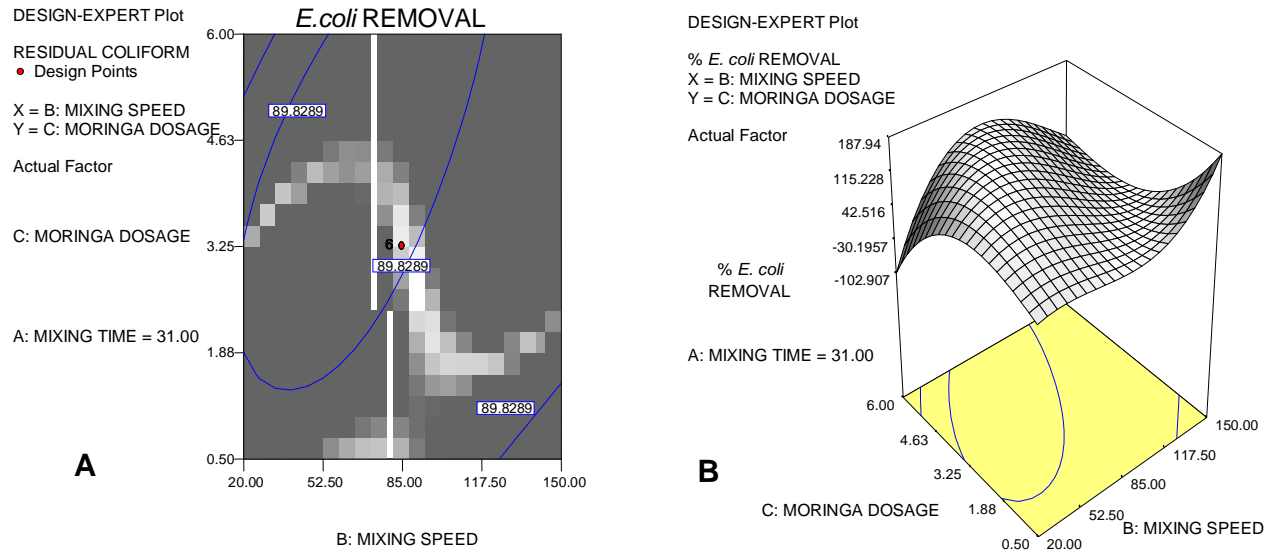 DESIGN-EXPERT Plot
RESIDUAL COLIFORM
Design Points
X = B: MIXING SPEED
Y = C: MORINGA DOSAGE
Actual Factor
C: MORINGA DOSAGE
A: MIXING TIME = 31.00
A
E.coli REMOVAL
6.00
4.63
3.25
1.88
0.50
89.8289
6
89.8289
89.8289
20.00 52.50 85.00 117.50 150.00
B: MIXING SPEED
DESIGN-EXPERT Plot
% E. coli REMOVAL
X = B: MIXING SPEED
Y = C: MORINGA DOSAGE
Actual Factor
187.94
115.228
42.516
-30.1957
-102.907
% E. coli
REMOVAL
A: MIXING TIME = 31.00
B
6.00
4.63
3.25
1.88
0.50
C: MORINGA DOSAGE
20.00
52.50
85.00
117.50
150.00
B: MIXING SPEED